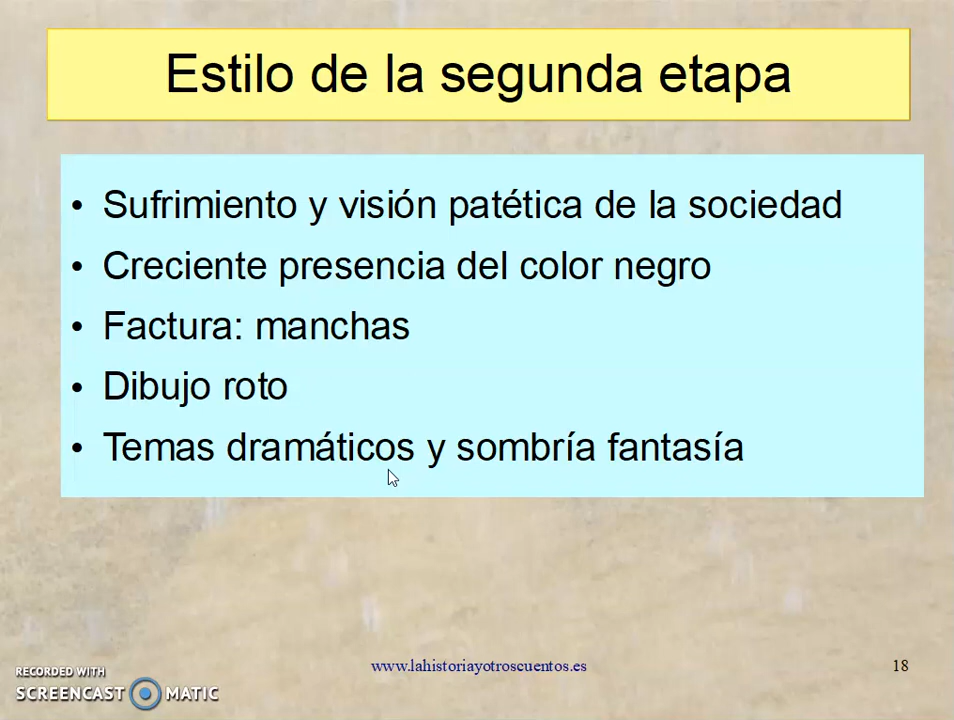 Estilo de la segunda etapa
• Sufrimiento y visión patética de la sociedad
• Creciente presencia del color negro
• Factura: manchas
• Dibujo roto
• Temas dramáticos y sombría fantasía
www.lahistoriayotroscuentos.es
18
RECORDED WITH
SCREENCAST MATIC